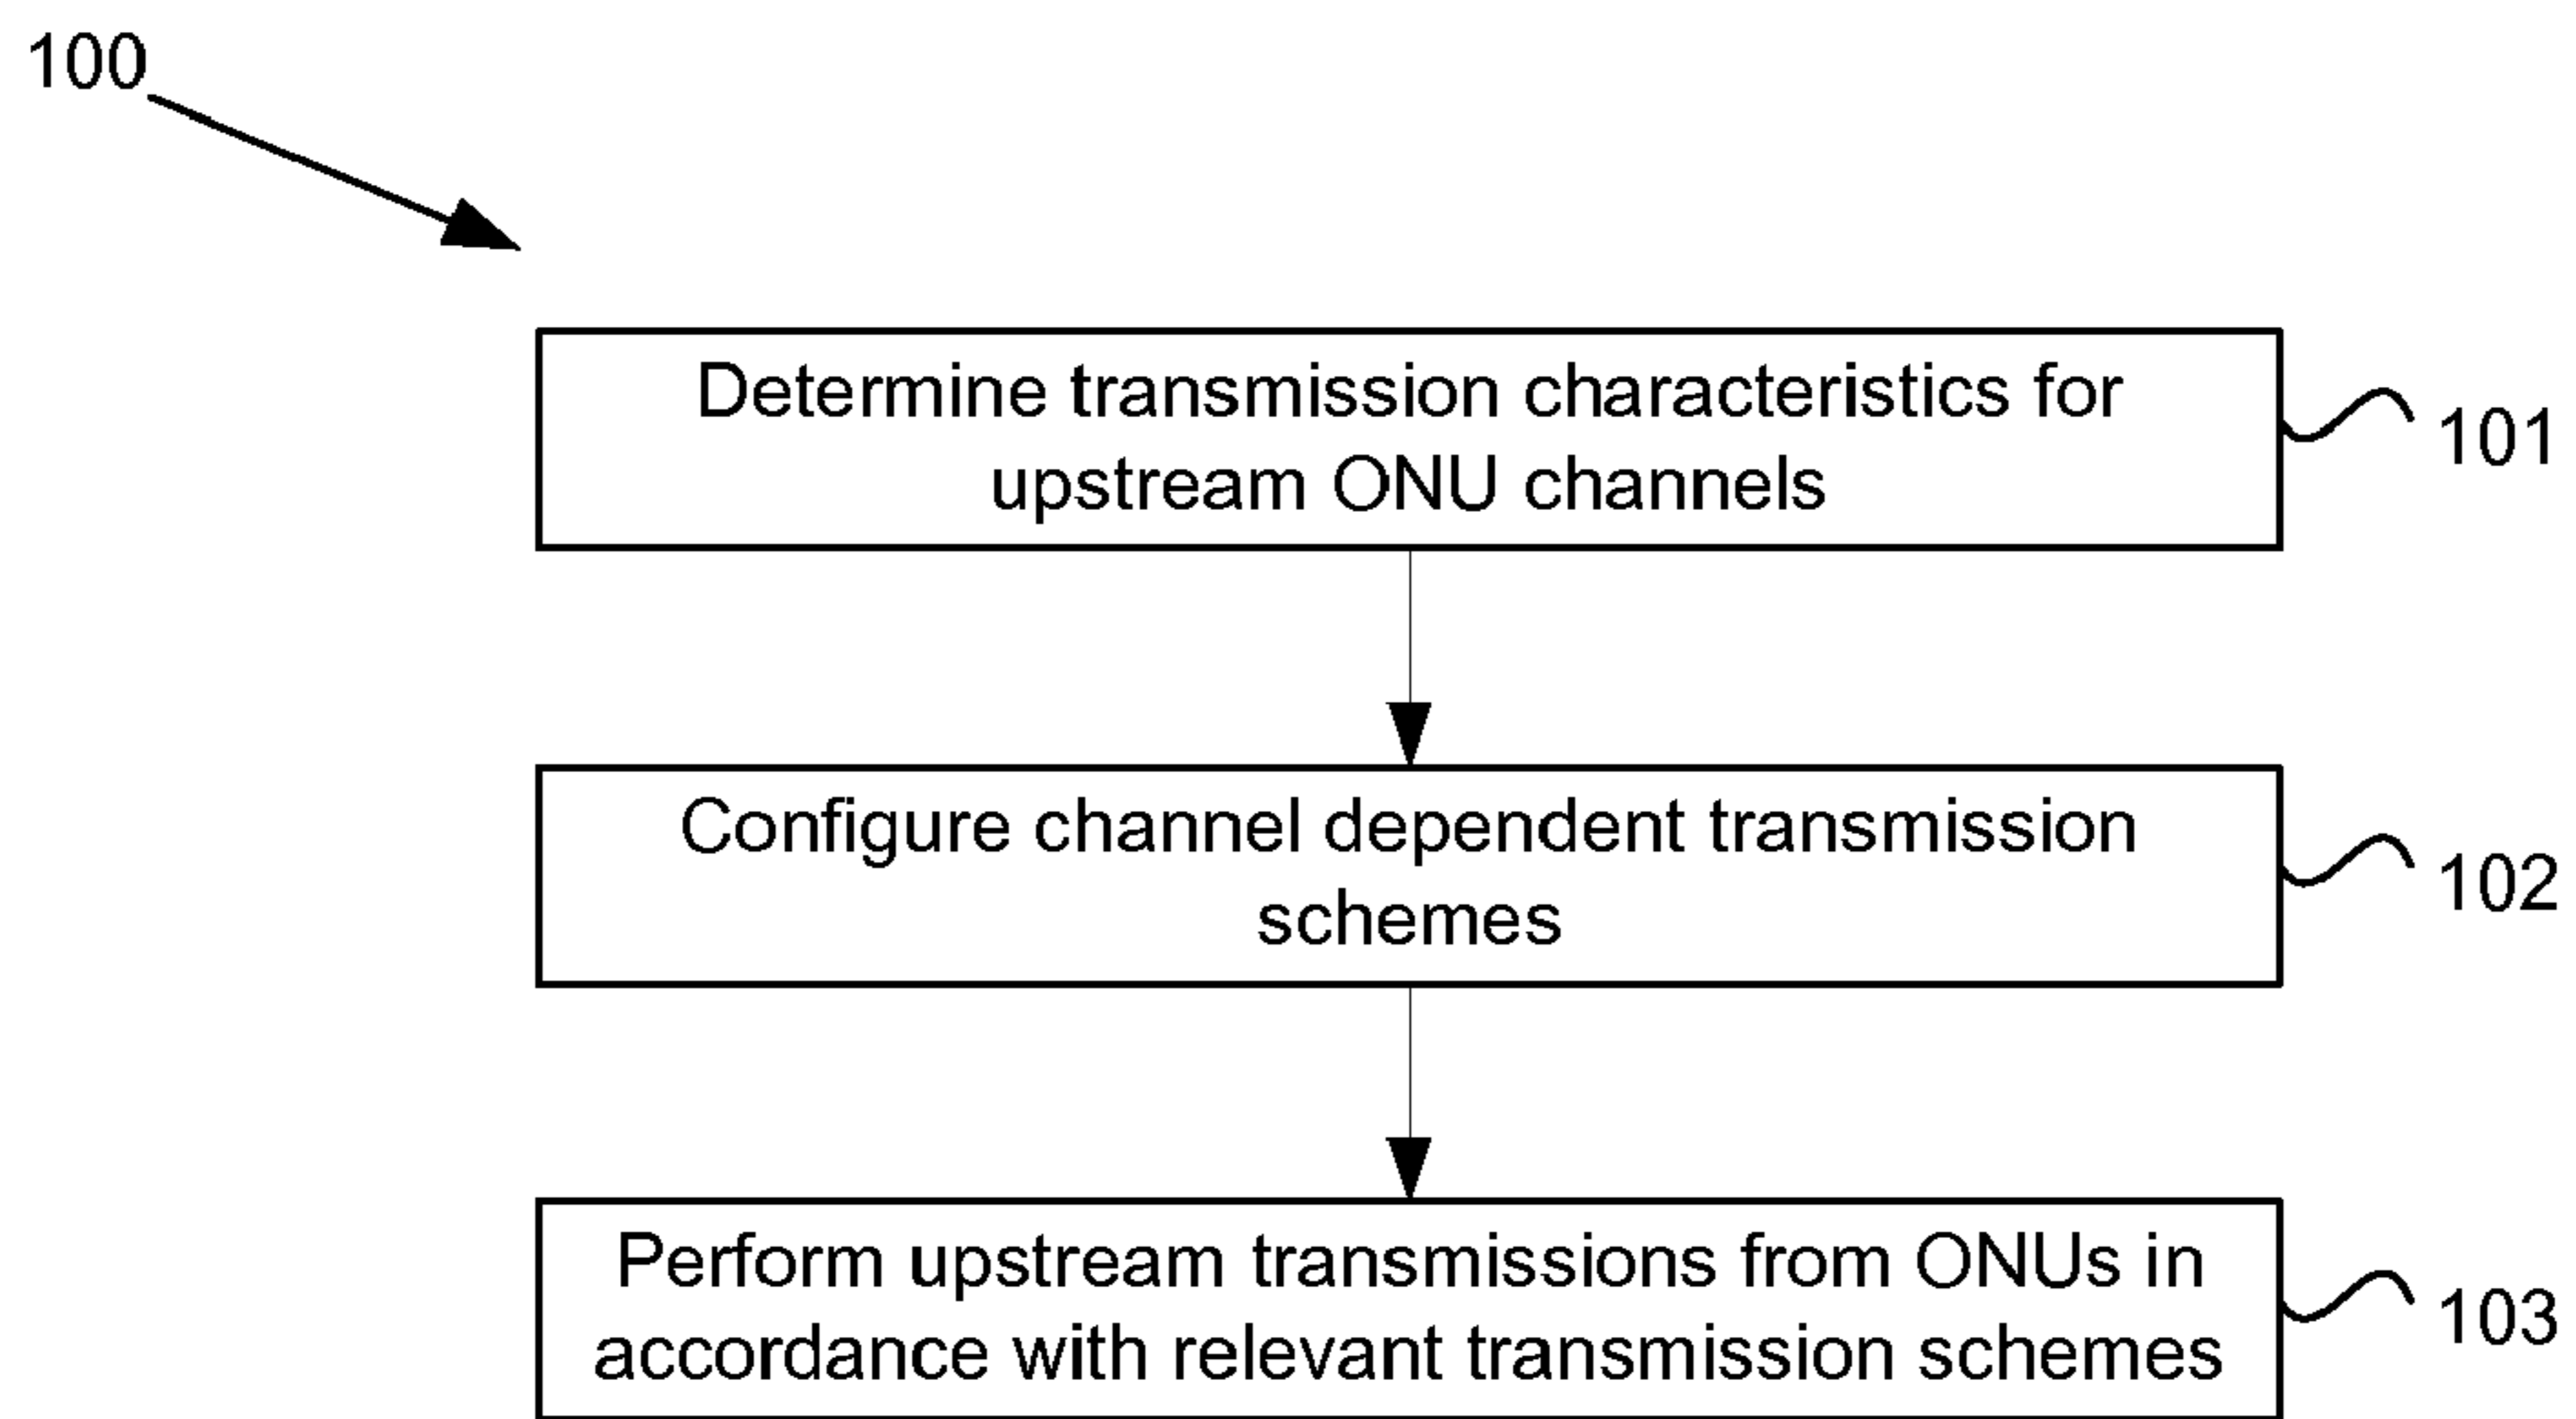 100
Determine transmission characteristics for
upstream ONU channels
101
Configure channel dependent transmission
schemes
102
Perform upstream transmissions from ONUs in
accordance with relevant transmission schemes
103